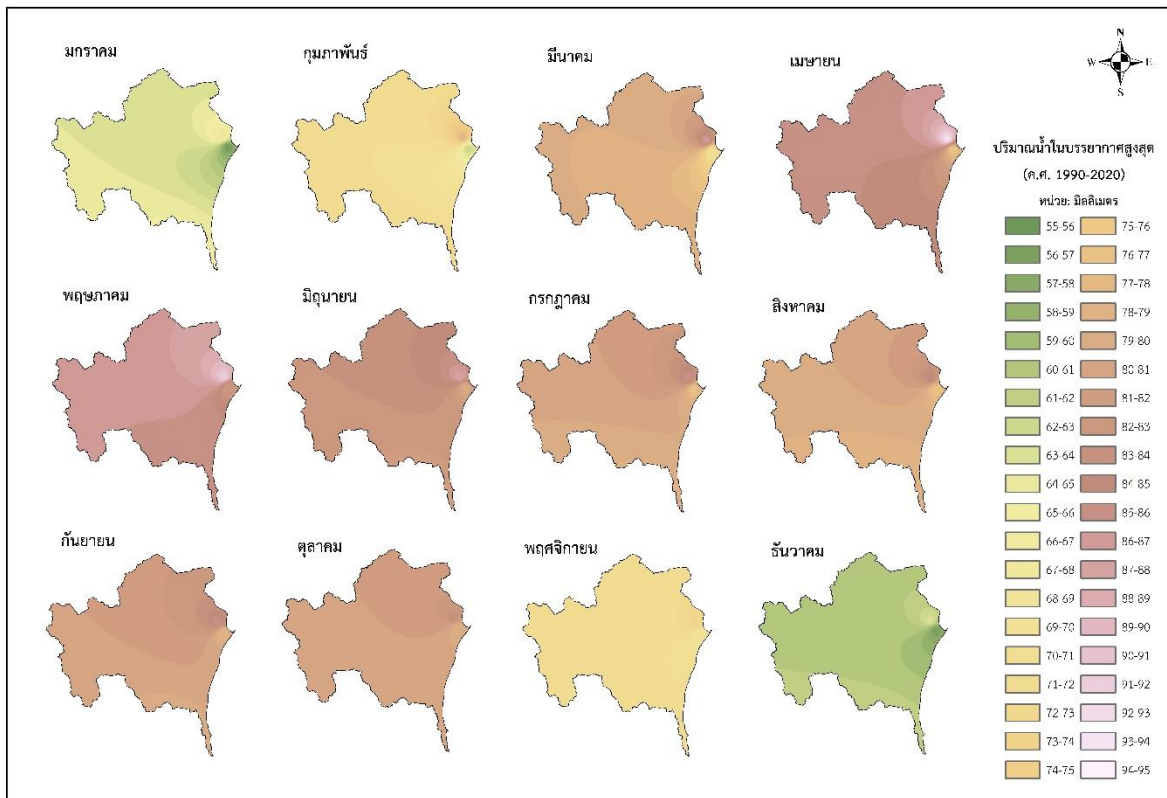 มกราคม
กุมภาพันธ์
มีนาคม
เมษายน
พฤษภาคม
มิถุนายน
กรกฎาคม
สิงหาคม
กันยายน
ตุลาคม
พฤศจิกายน
ธันวาคม
N
W E
S
ปริมาณน้ำในบรรยากาศสูงสุด
(ค.ศ. 1990-2020)
หน่วย: มิลลิเมตร
55-56 75-76
56-57 76-77
57-58 77-78
58-59 78-79
59-60 79-80
60-61 80-81
61-62 81-82
62-63 82-83
63-64 83-84
64-65 84-85
65-66 85-86
66-67 86-87
67-68 87-88
68-69 88-89
69-70 89-90
70-71 90-91
71-72 91-92
72-73 92-93
73-74 93-94
74-75 94-95